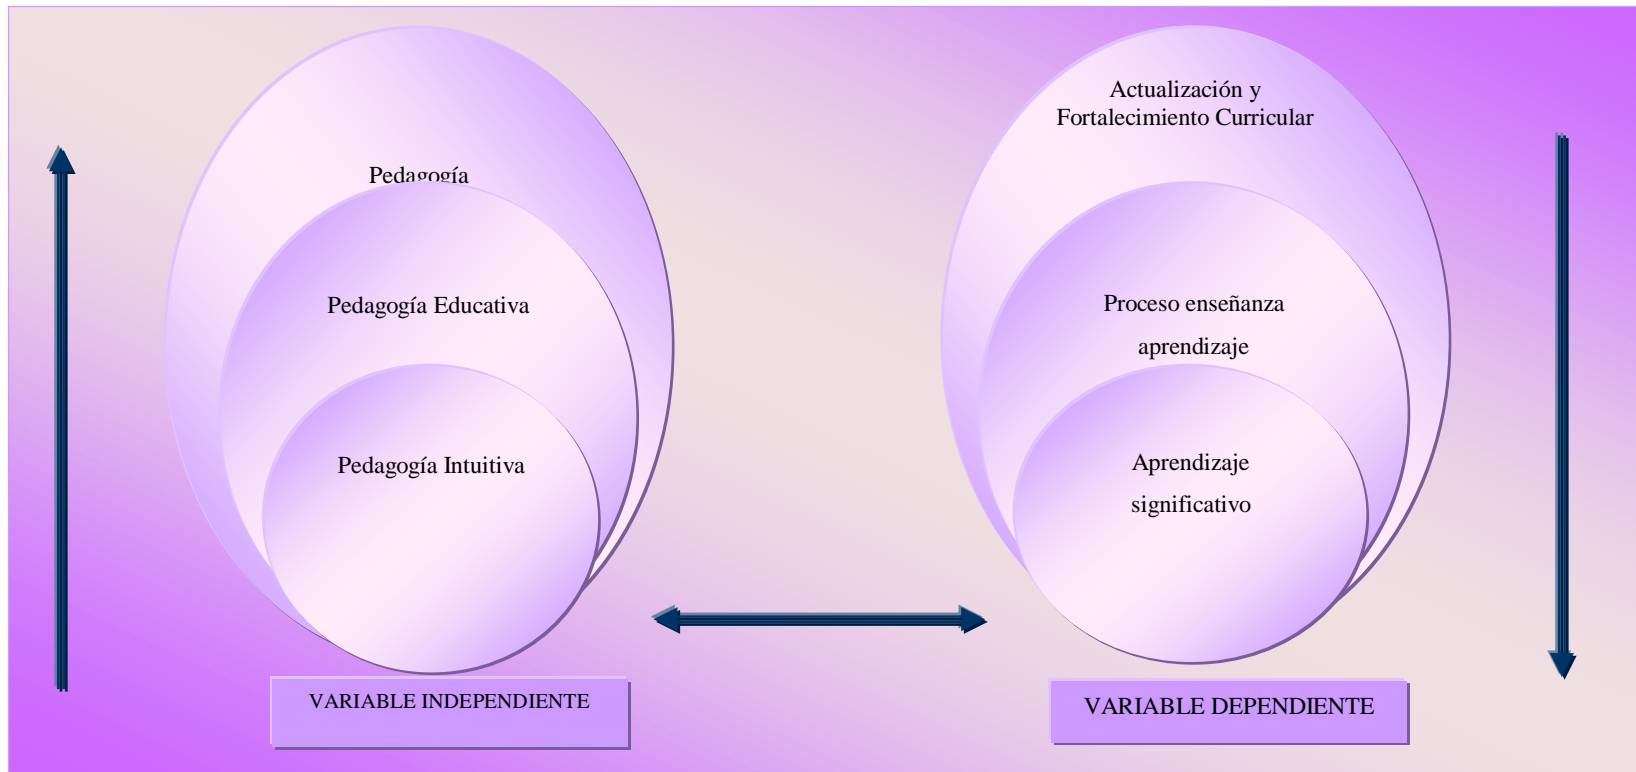 Pedagogía
Pedagogía Educativa
Pedagogía Intuitiva
VARIABLE INDEPENDIENTE
Actualización y
Fortalecimiento Curricular
Proceso enseñanza
aprendizaje
Aprendizaje
significativo
VARIABLE DEPENDIENTE